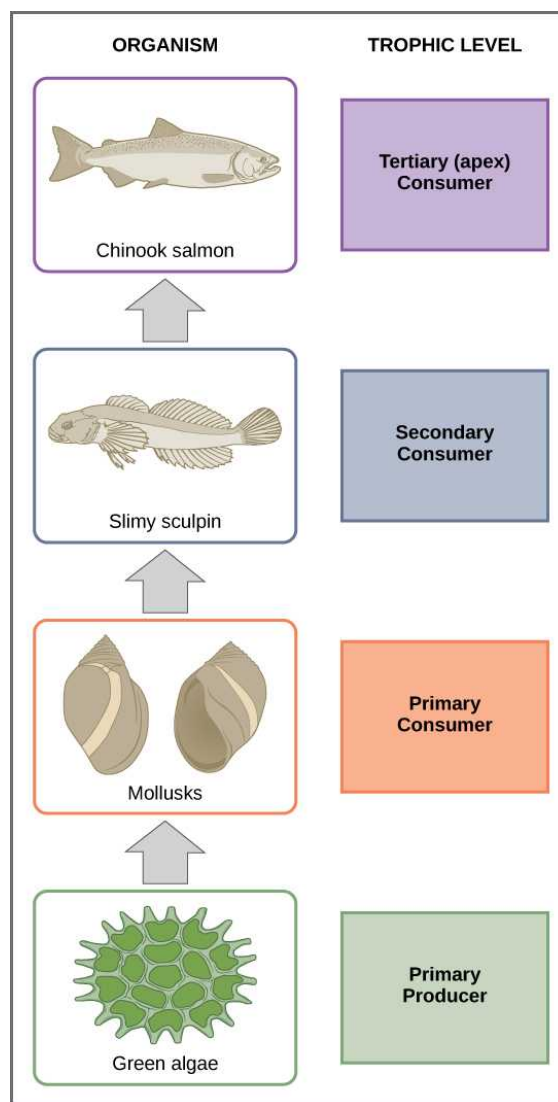 ORGANISM
TROPHIC LEVEL
Chinook salmon
Tertiary (apex)
Consumer
Slimy sculpin
Secondary
Consumer
Mollusks
Primary
Consumer
Green algae
Primary
Producer